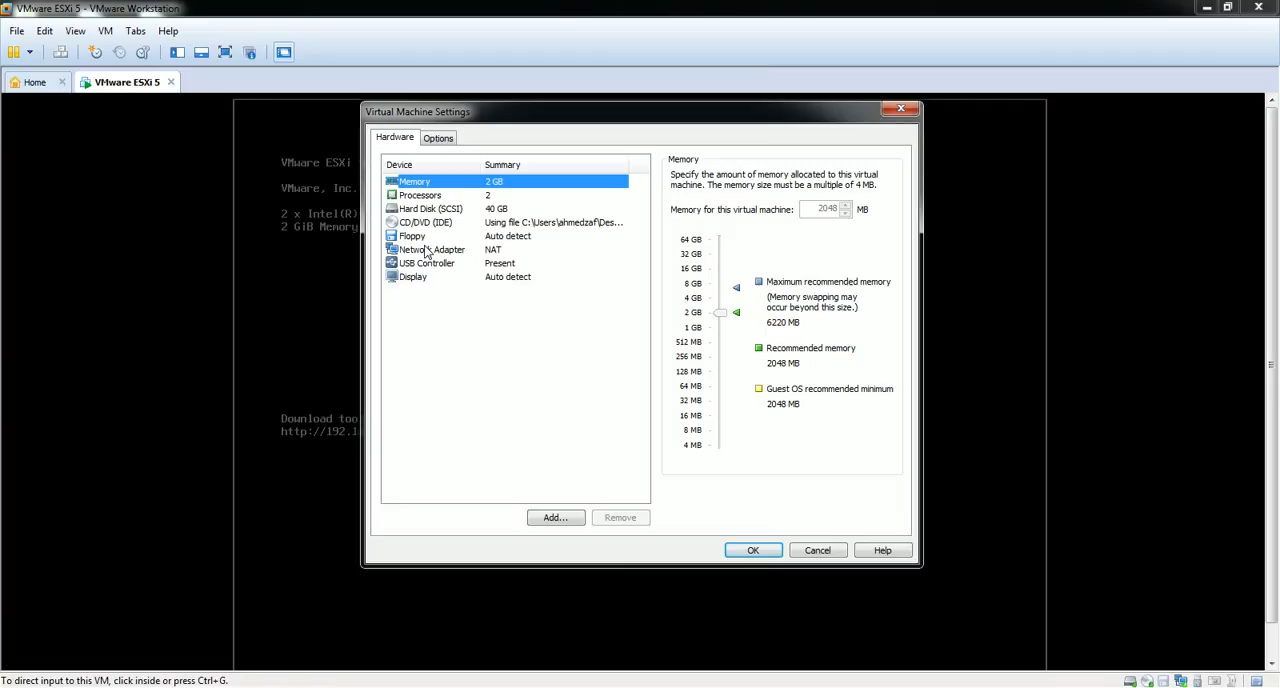 VMware ESXi 5 - VMware Workstation
File Edit View VM Tabs Help
Home VMware ESXi 5
Virtual Machine Settings
Hardware Options
Device Summary
Memory 2 GB
Processors 2
Hard Disk (SCSI) 40 GB
CD/DVD (IDE) Using file C:\Users\ahmedzaf\Des...
Floppy Auto detect
Network Adapter NAT
USB Controller Present
Display Auto detect
Add... Remove
Memory
Specify the amount of memory allocated to this virtual
machine. The memory size must be a multiple of 4 MB.
Memory for this virtual machine: 2048 MB
64 GB
32 GB
16 GB
8 GB
4 GB
2 GB
1 GB
512 MB
256 MB
128 MB
64 MB
32 MB
16 MB
8 MB
4 MB
Maximum recommended memory
(Memory swapping may
occur beyond this size.)
6220 MB
Recommended memory
2048 MB
Guest OS recommended minimum
2048 MB
OK Cancel Help
VMware ESXi
VMware, Inc.
2 x Intel(R)
2 GiB Memory
Download too
http://192.1
To direct input to this VM, click inside or press Ctrl+G.